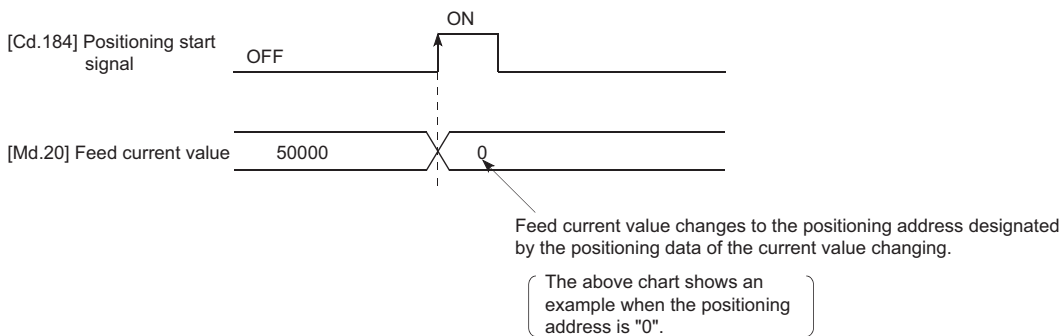 ON
[Cd.184] Positioning start
signal
OFF
[Md.20] Feed current value
50000
0
Feed current value changes to the positioning address designated
by the positioning data of the current value changing.
The above chart shows an
example when the positioning
address is "0".